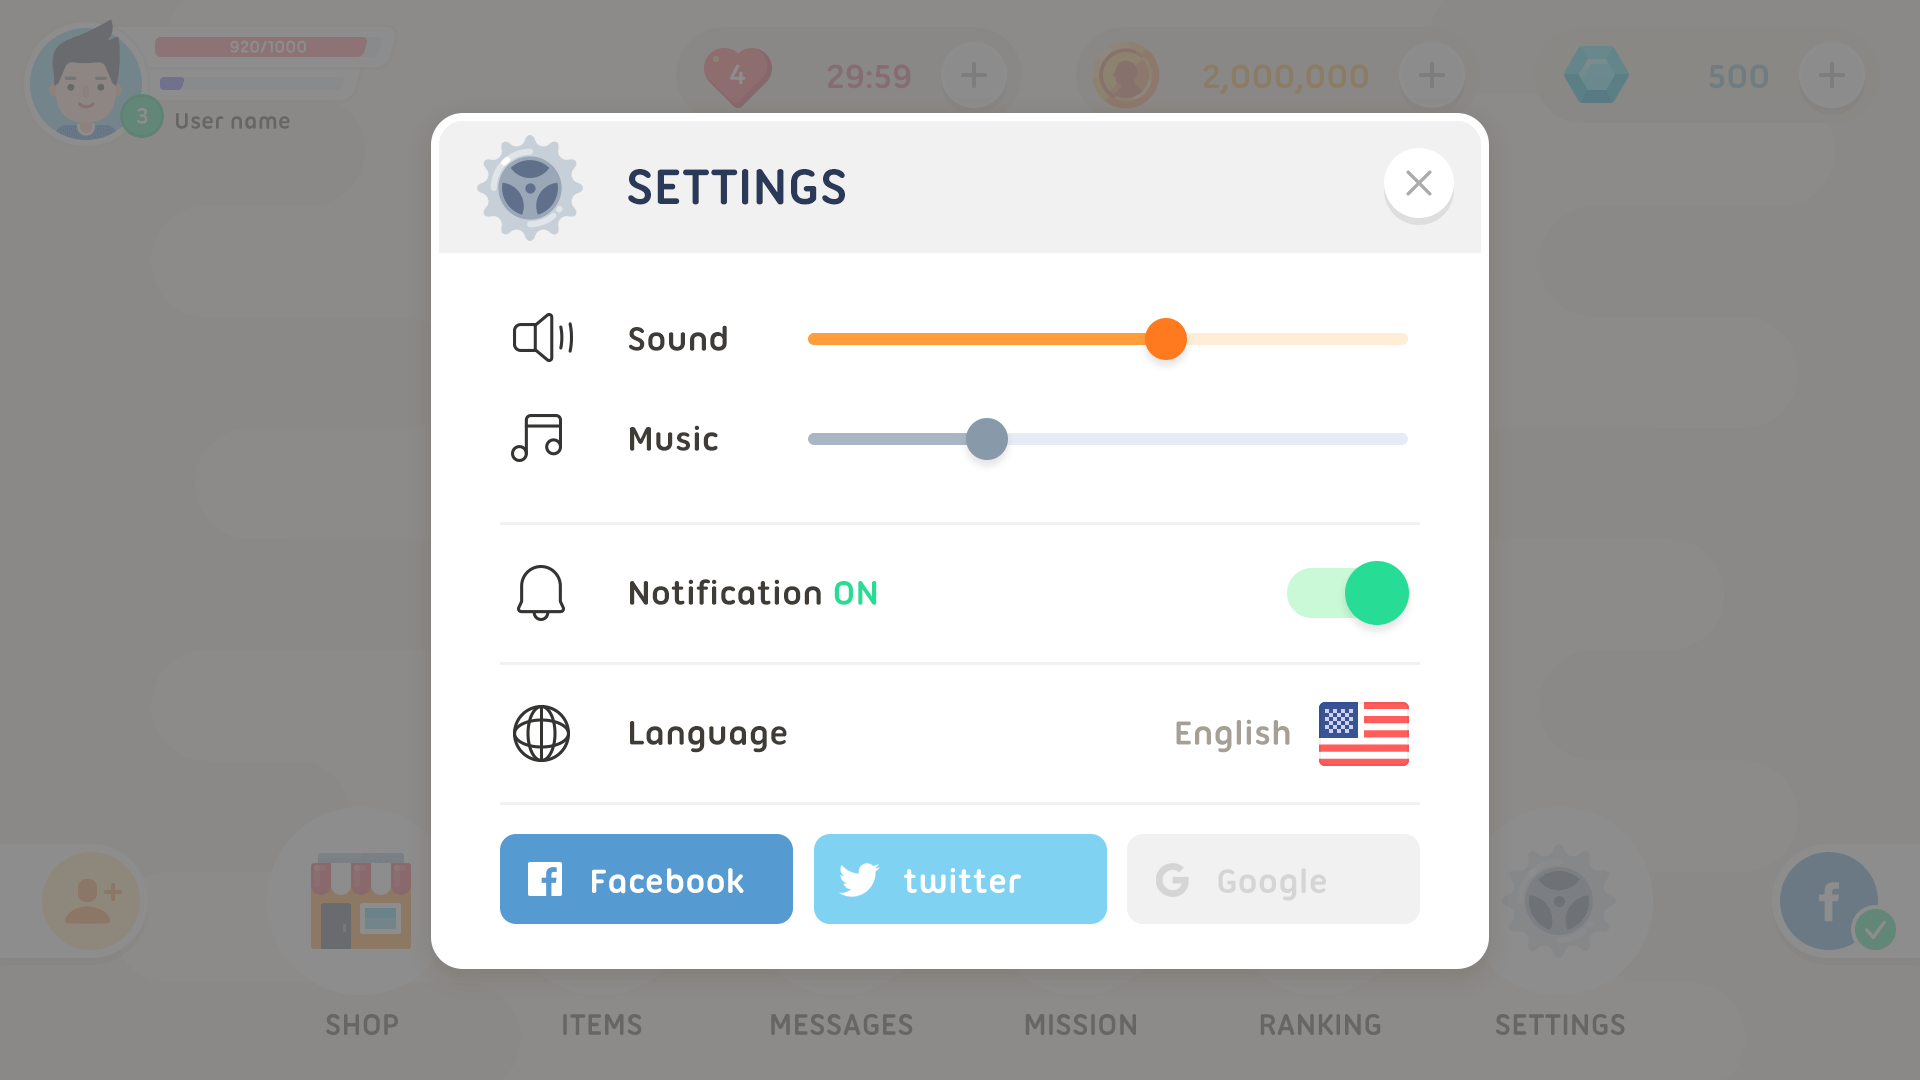 920/1000
3
User name
4
29:59
2,000,000
500
SETTINGS
Sound
Music
Notification ON
Language
English
Facebook
twitter
Google
SHOP
ITEMS
MESSAGES
MISSION
RANKING
SETTINGS